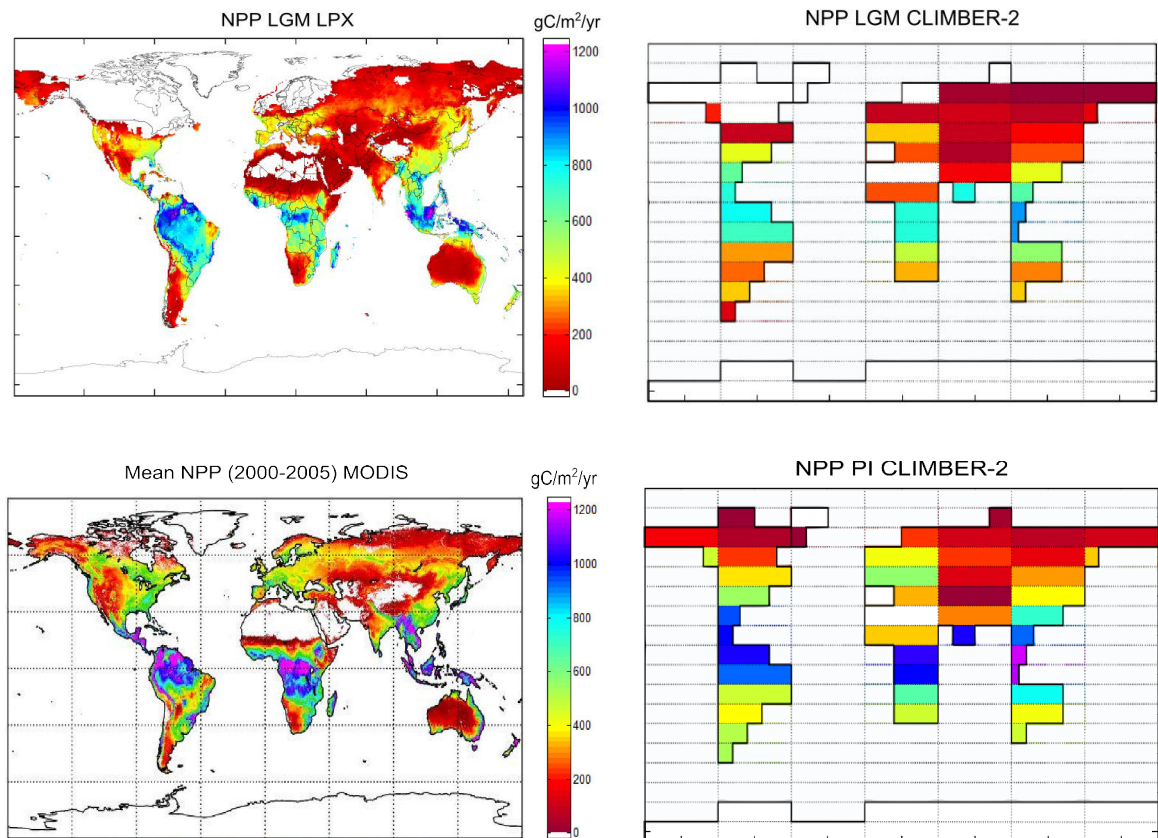 NPP LGM LPX
gC/m²/yr
1200
1000
800
600
400
200
0
NPP LGM CLIMBER-2
Mean NPP (2000-2005) MODIS
gC/m²/yr
1200
1000
800
600
400
200
0
NPP PI CLIMBER-2